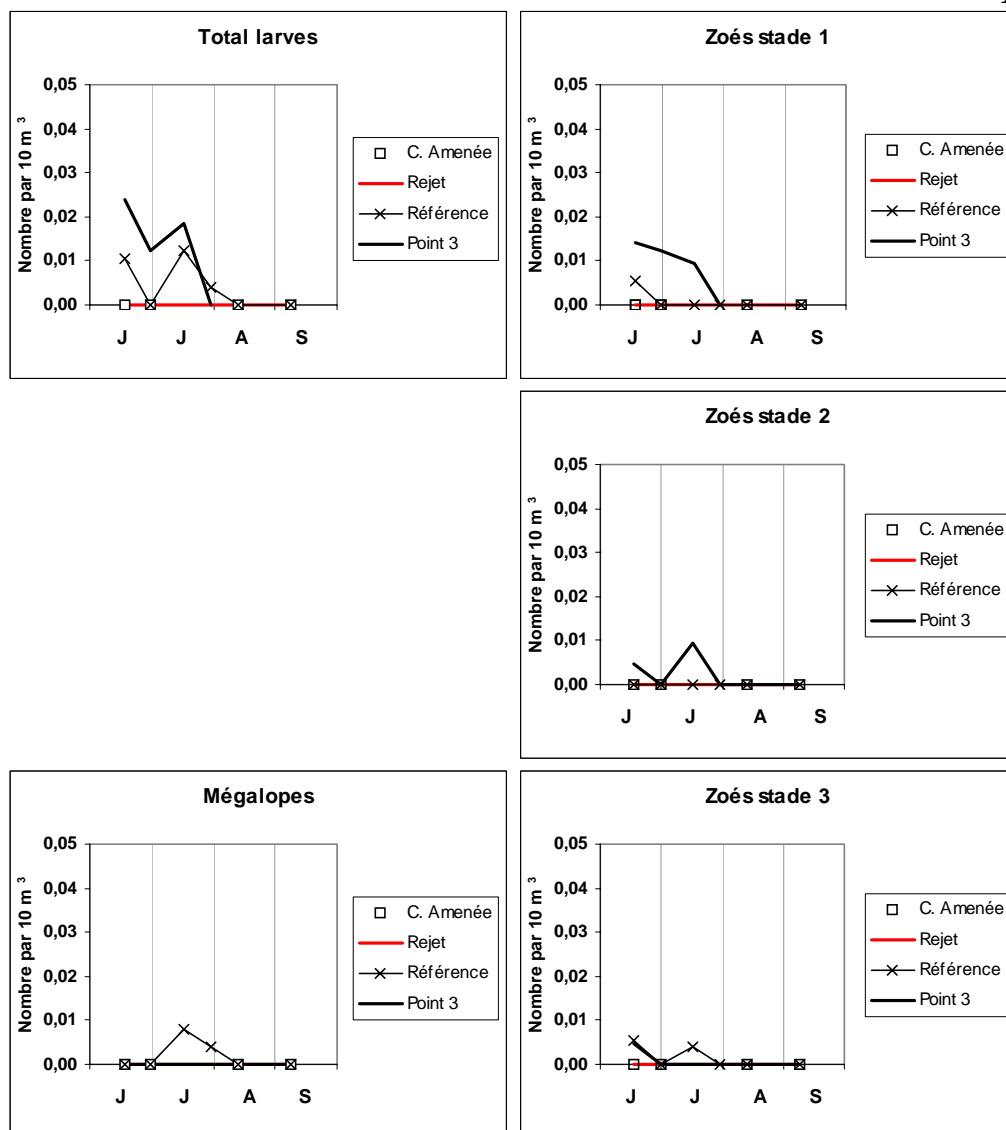 Total larves
Nombre par 10 m ³
0,05
0,04
0,03
0,02
0,01
0,00
J J A S
C. Amenée
Rejet
Référence
Point 3
Zoés stade 1
Nombre par 10 m ³
0,05
0,04
0,03
0,02
0,01
0,00
J J A S
C. Amenée
Rejet
Référence
Point 3
Zoés stade 2
Nombre par 10 m ³
0,05
0,04
0,03
0,02
0,01
0,00
J J A S
C. Amenée
Rejet
Référence
Point 3
Mégalopes
Nombre par 10 m ³
0,05
0,04
0,03
0,02
0,01
0,00
J J A S
C. Amenée
Rejet
Référence
Point 3
Zoés stade 3
Nombre par 10 m ³
0,05
0,04
0,03
0,02
0,01
0,00
J J A S
C. Amenée
Rejet
Référence
Point 3